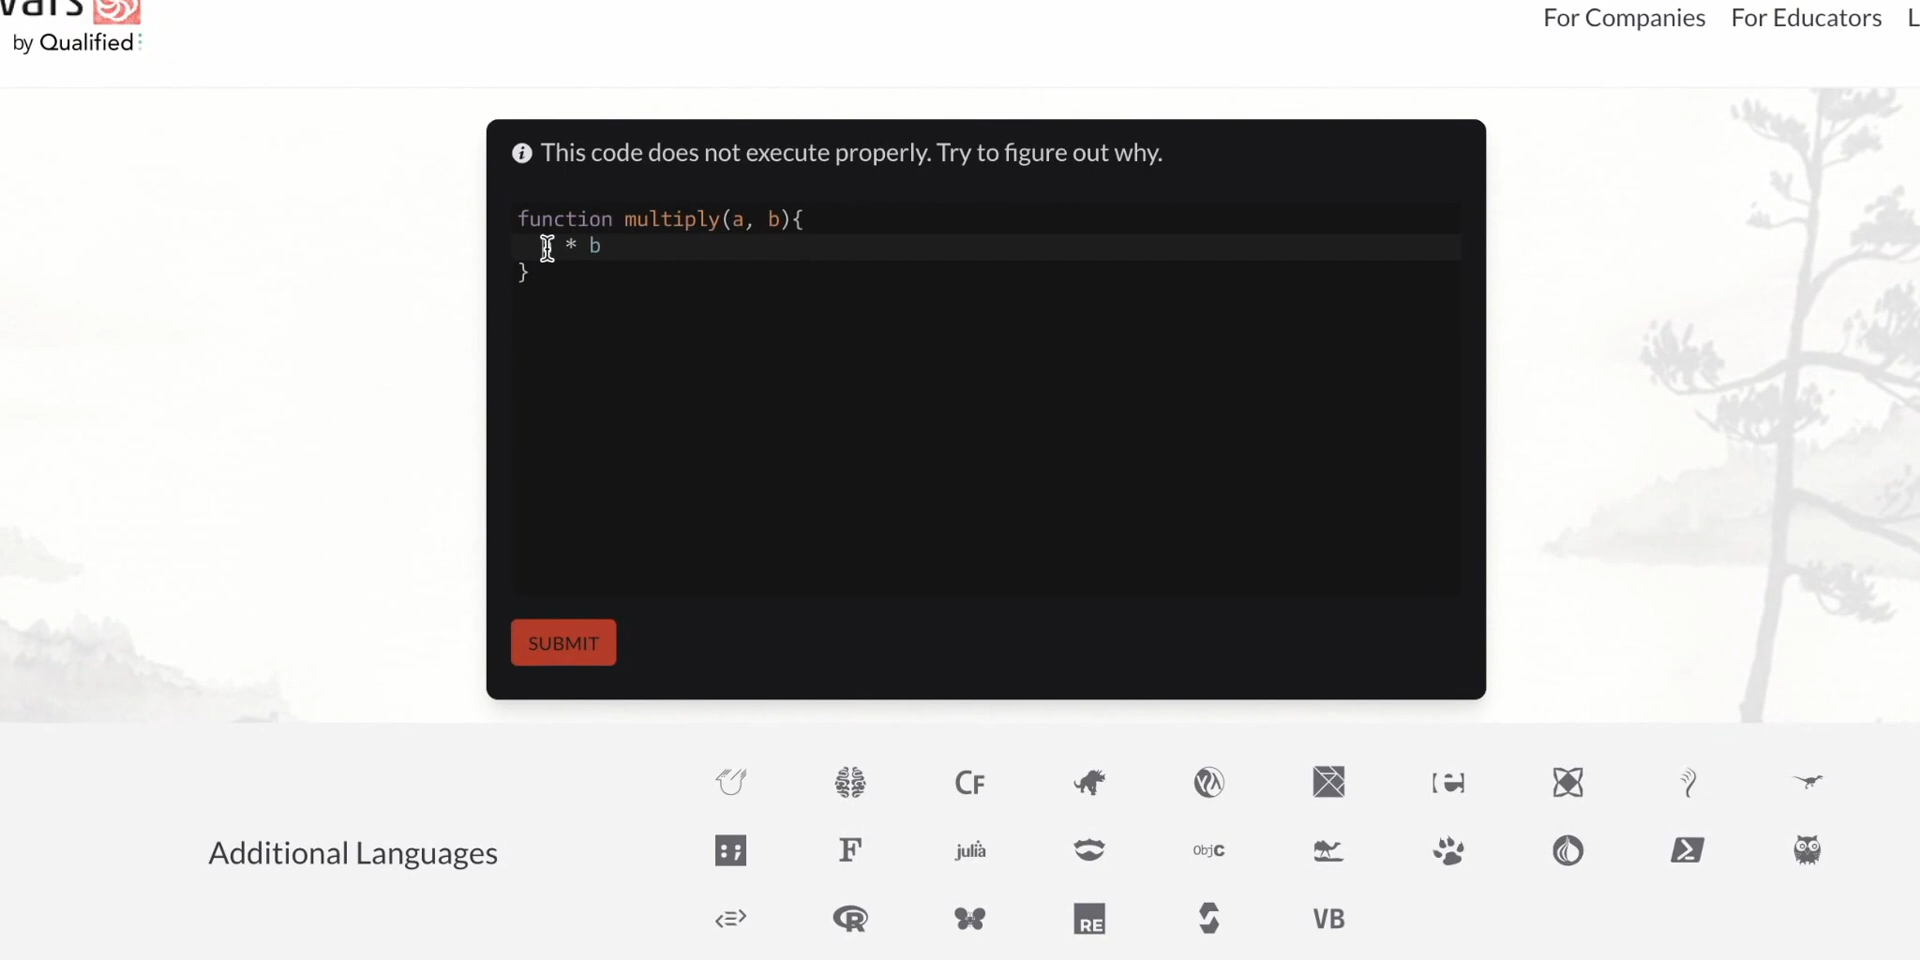 by Qualified
For Companies For Educators L
This code does not execute properly. Try to figure out why.
function multiply(a, b){
* b
}
SUBMIT
CF
Additional Languages
F julia objC
R RE VB